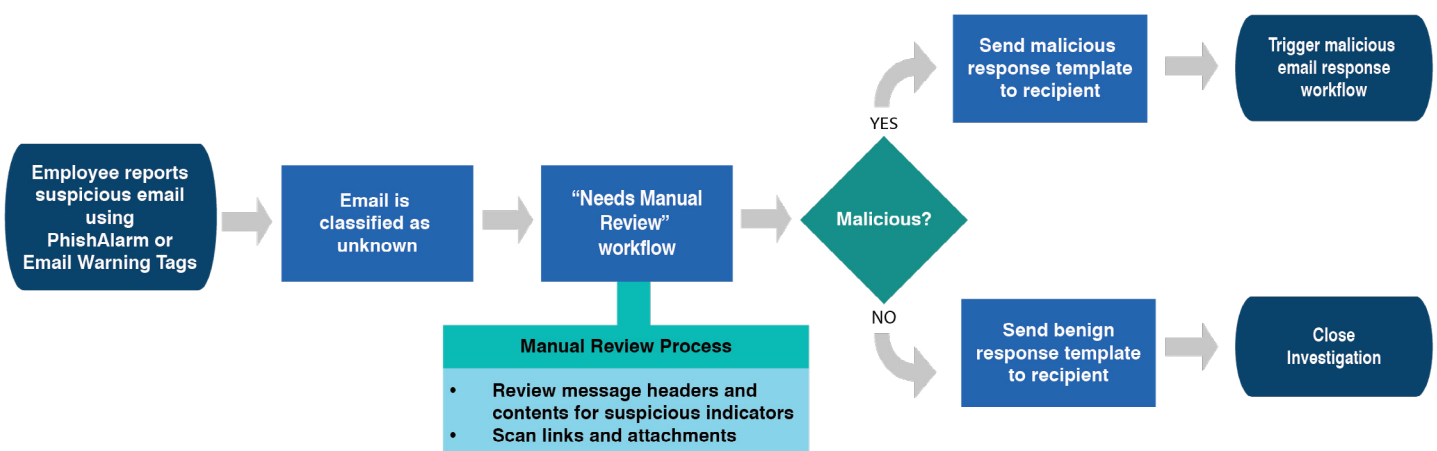 Employee reports
suspicious email
using
PhishAlarm or
Email Warning Tags
Email is
classified as
unknown
“Needs Manual
Review”
workflow
Manual Review Process
• Review message headers and
contents for suspicious indicators
• Scan links and attachments
Malicious?
YES
Send malicious
response template
to recipient
Trigger malicious
email response
workflow
NO
Send benign
response template
to recipient
Close
Investigation